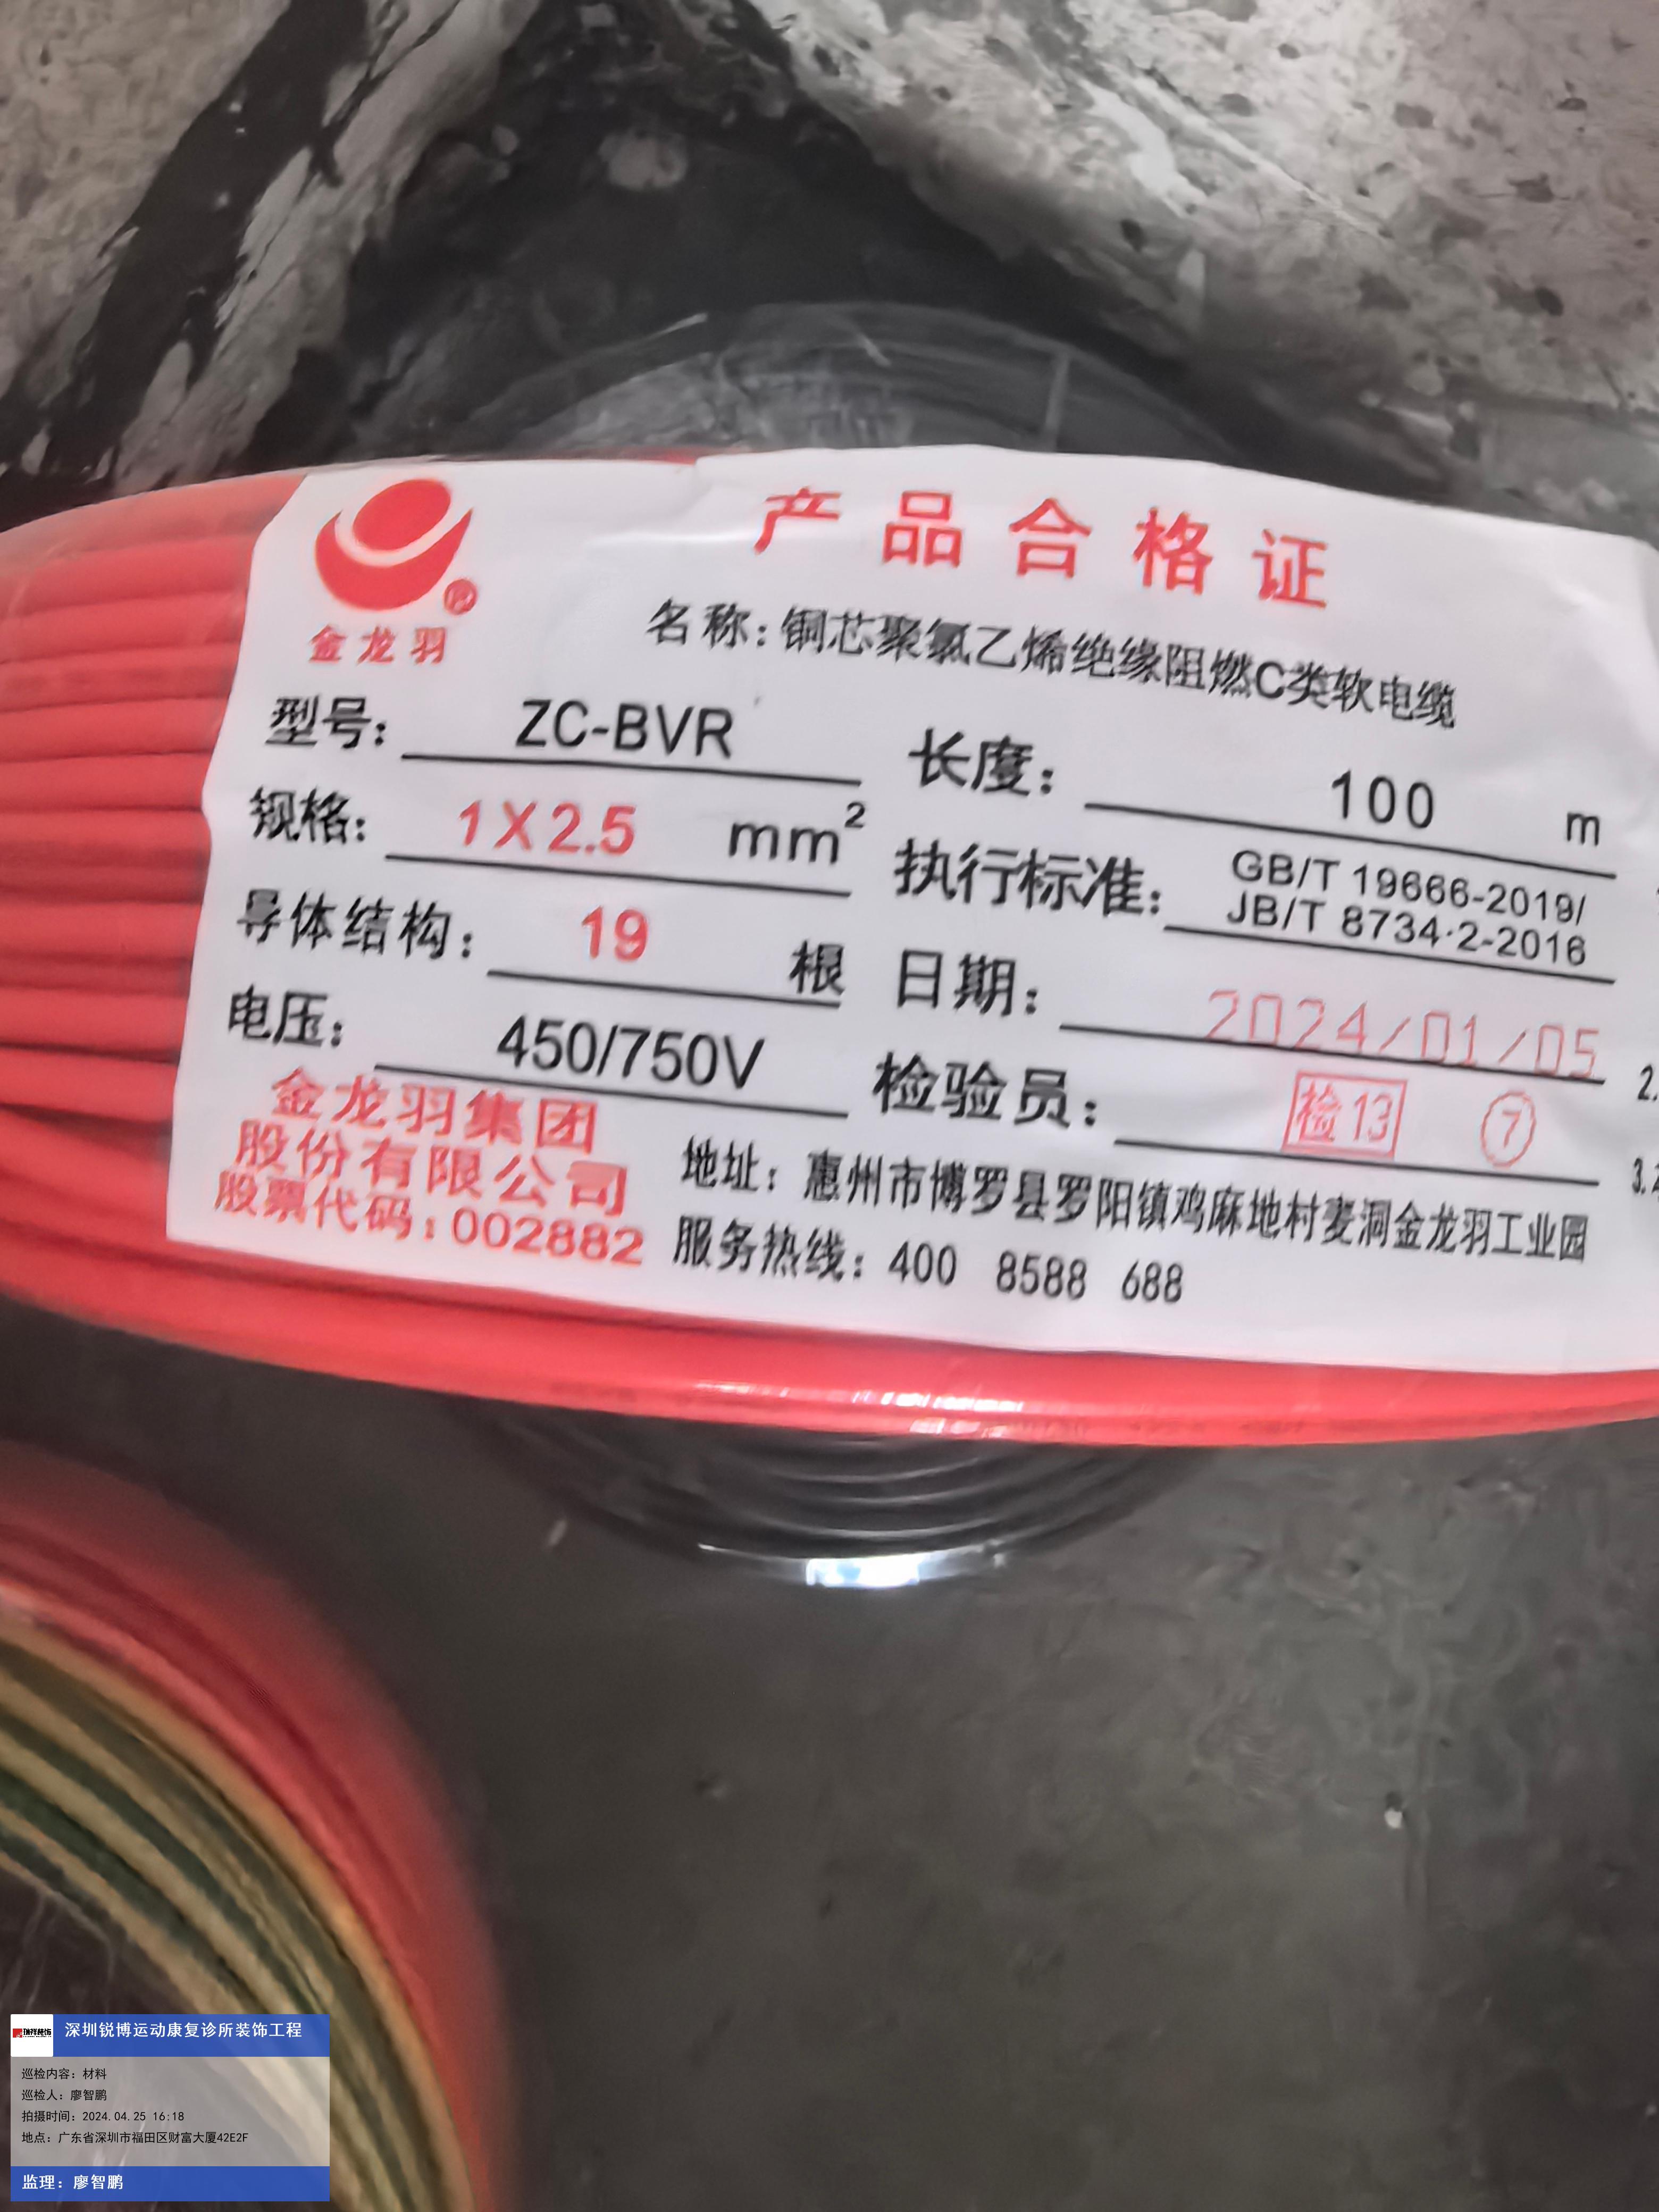 产品合格证
金龙羽
名称：铜芯聚氯乙烯绝缘阻燃C类软电缆
型号： ZC-BVR
长度： 100 m
规格： 1X2.5 mm²
执行标准： GB/T 19666-2019/
JB/T 8734·2-2016
导体结构： 19 根
日期： 2024/01/05
电压： 450/750V
检验员： 检13 7
金龙羽集团
股份有限公司
股票代码：002882
地址：惠州市博罗县罗阳镇鸡麻地村麦洞金龙羽工业园
服务热线：400 8588 688
2.
3.
深圳锐博运动康复诊所装饰工程
巡检内容：材料
巡检人：廖智鹏
拍摄时间：2024.04.25 16:18
地点：广东省深圳市福田区财富大厦42E2F
监理：廖智鹏